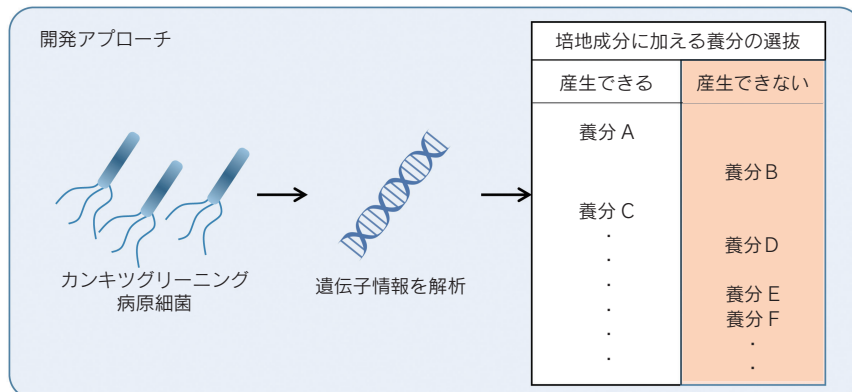 開発アプローチ
カンキツグリーニング
病原細菌
遺伝子情報を解析
培地成分に加える養分の選抜
産生できる
産生できない
養分 A
養分 B
養分 C
養分 D
養分 E
養分 F